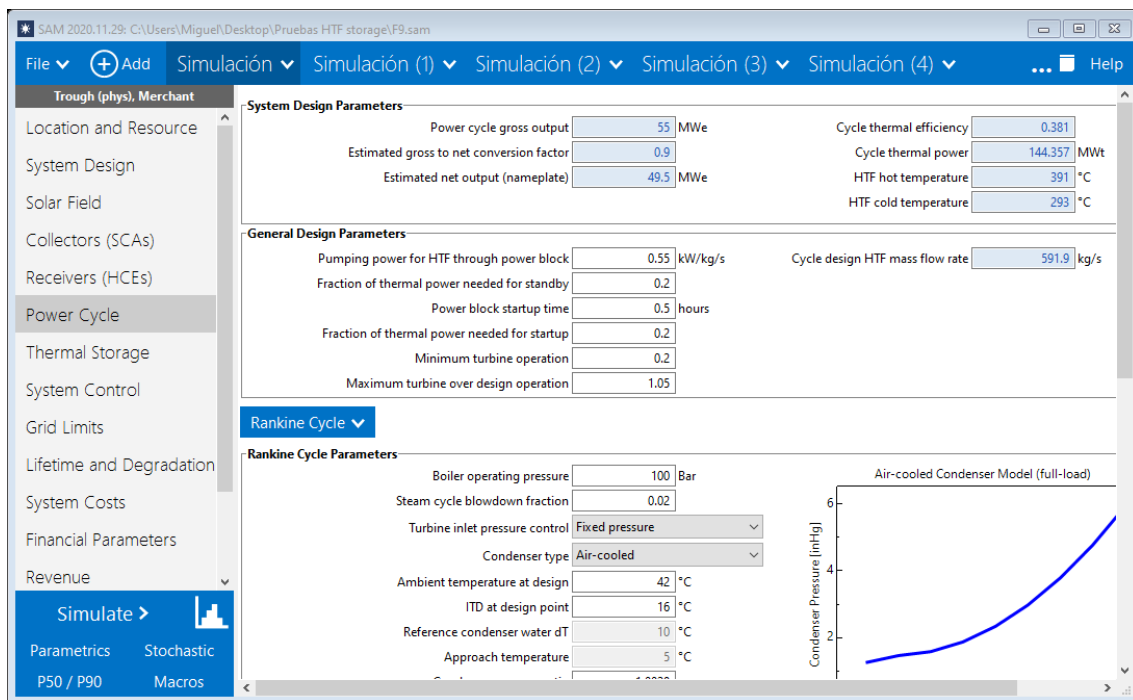 SAM 2020.11.29: C:\Users\Miguel\Desktop\Pruebas HTF storage\F9.sam
File Add Simulación Simulación (1) Simulación (2) Simulación (3) Simulación (4) ... Help
Trough (phys), Merchant
Location and Resource
System Design
Solar Field
Collectors (SCAs)
Receivers (HCEs)
Power Cycle
Thermal Storage
System Control
Grid Limits
Lifetime and Degradation
System Costs
Financial Parameters
Revenue
Simulate >
Parametrics Stochastic
P50 / P90 Macros
System Design Parameters
Power cycle gross output 55 MWe
Estimated gross to net conversion factor 0.9
Estimated net output (nameplate) 49.5 MWe
Cycle thermal efficiency 0.381
Cycle thermal power 144.357 MWt
HTF hot temperature 391 °C
HTF cold temperature 293 °C
General Design Parameters
Pumping power for HTF through power block 0.55 kW/kg/s
Fraction of thermal power needed for standby 0.2
Power block startup time 0.5 hours
Fraction of thermal power needed for startup 0.2
Minimum turbine operation 0.2
Maximum turbine over design operation 1.05
Cycle design HTF mass flow rate 591.9 kg/s
Rankine Cycle
Rankine Cycle Parameters
Boiler operating pressure 100 Bar
Steam cycle blowdown fraction 0.02
Turbine inlet pressure control Fixed pressure
Condenser type Air-cooled
Ambient temperature at design 42 °C
ITD at design point 16 °C
Reference condenser water dT 10 °C
Approach temperature 5 °C
Air-cooled Condenser Model (full-load)
Condenser Pressure [inHg]
6
4
2